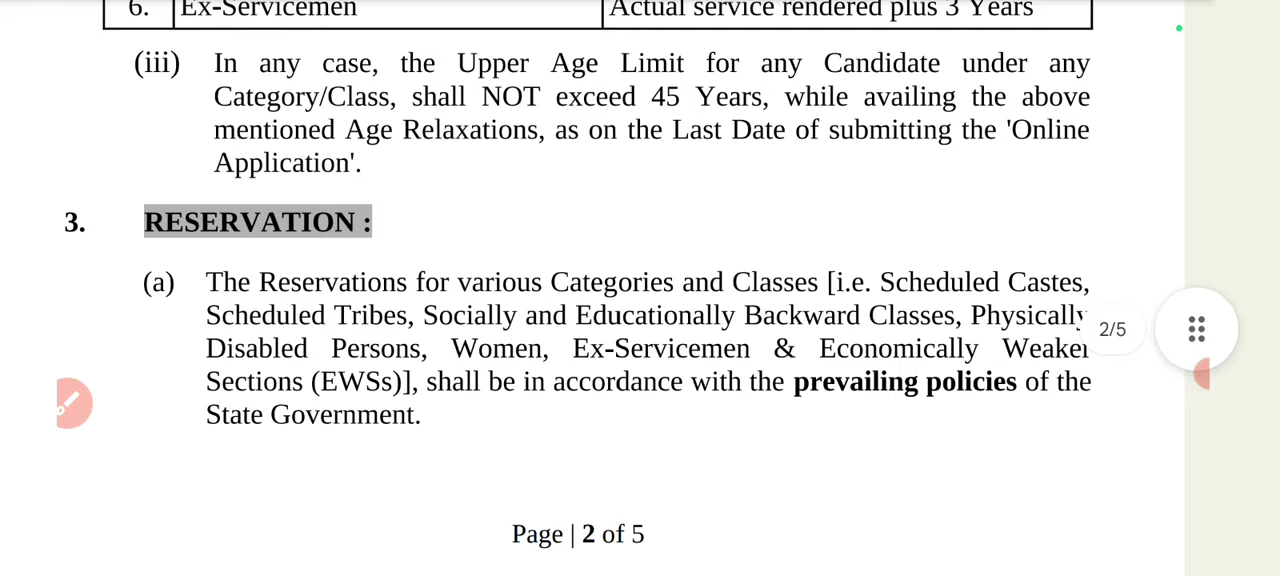 6. Ex-Servicemen Actual service rendered plus 3 Years
(iii) In any case, the Upper Age Limit for any Candidate under any
Category/Class, shall NOT exceed 45 Years, while availing the above
mentioned Age Relaxations, as on the Last Date of submitting the 'Online
Application'.
3. RESERVATION :
(a) The Reservations for various Categories and Classes [i.e. Scheduled Castes,
Scheduled Tribes, Socially and Educationally Backward Classes, Physically
Disabled Persons, Women, Ex-Servicemen & Economically Weaker
Sections (EWSs)], shall be in accordance with the prevailing policies of the
State Government.
2/5
Page | 2 of 5